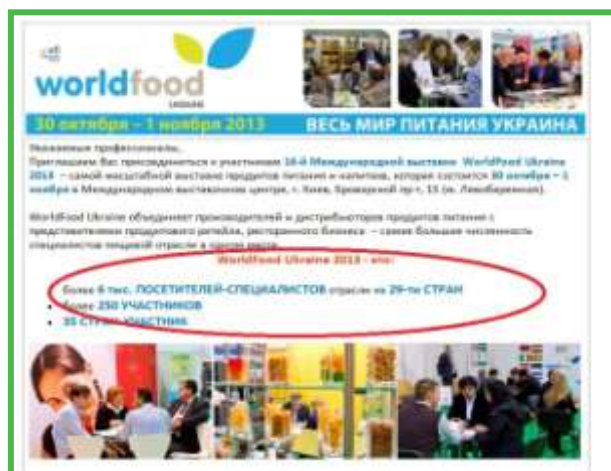 worldfood
UKRAINE
30 октября – 1 ноября 2013 ВЕСЬ МИР ПИТАНИЯ УКРАИНА
Уважаемые профессионалы,
Приглашаем Вас присоединиться к участникам 16-й Международной выставки WorldFood Ukraine
2013 – самой масштабной выставке продуктов питания и напитков, которая состоится 30 октября – 1
ноября в Международном выставочном центре, г. Киев, Броварской пр-т, 15 (м. Левобережная).
WorldFood Ukraine объединяет производителей и дистрибьюторов продуктов питания с
представителями продуктового ритейла, ресторанного бизнеса – самая большая численность
специалистов пищевой отрасли в одном месте.
WorldFood Ukraine 2013 - это:
более 6 тыс. ПОСЕТИТЕЛЕЙ-СПЕЦИАЛИСТОВ отрасли из 29-ти СТРАН
• более 250 УЧАСТНИКОВ
• 35 СТРАН-УЧАСТНИК